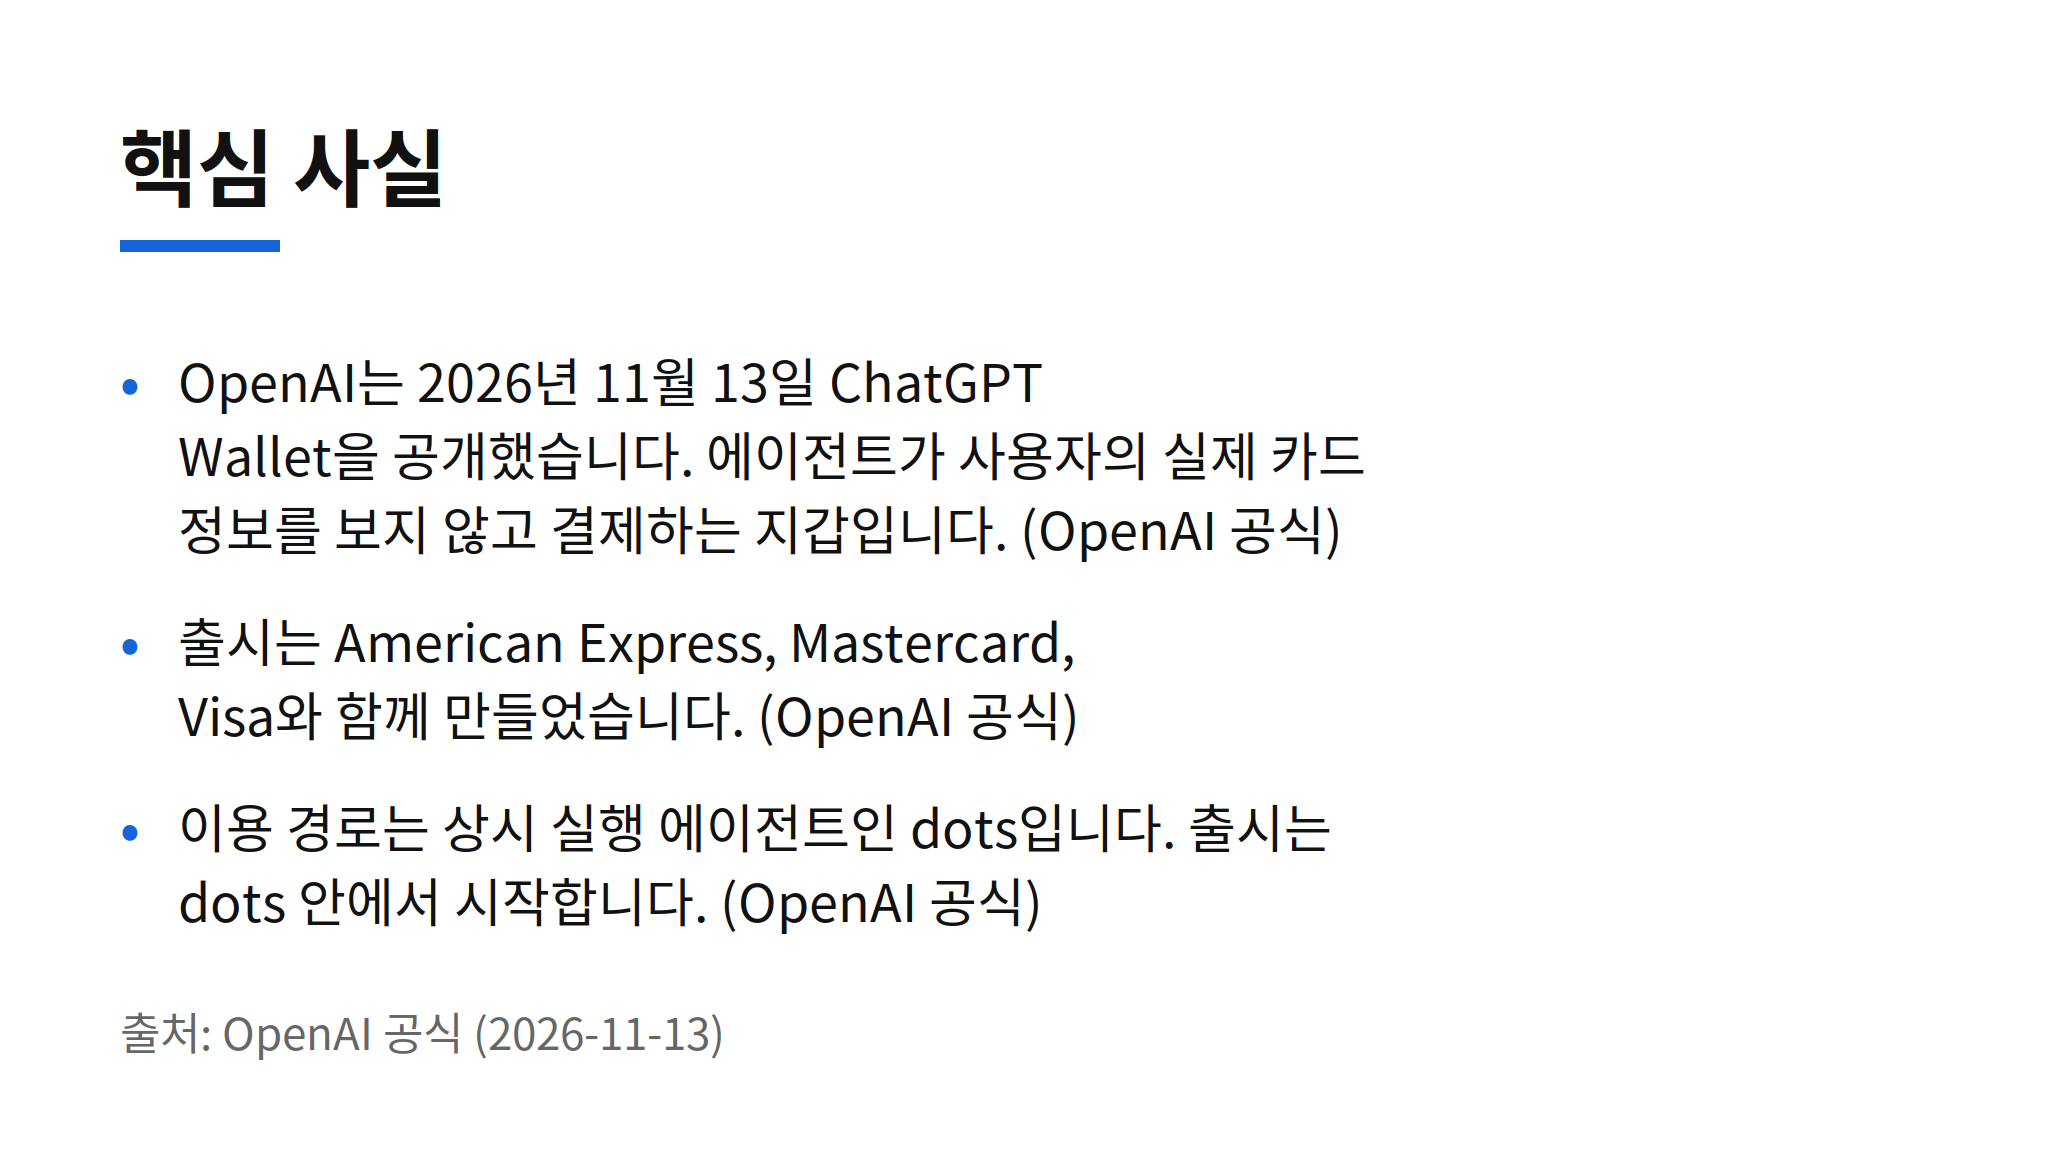 핵심 사실
• OpenAI는 2026년 11월 13일 ChatGPT
Wallet을 공개했습니다. 에이전트가 사용자의 실제 카드
정보를 보지 않고 결제하는 지갑입니다. (OpenAI 공식)
• 출시는 American Express, Mastercard,
Visa와 함께 만들었습니다. (OpenAI 공식)
• 이용 경로는 상시 실행 에이전트인 dots입니다. 출시는
dots 안에서 시작합니다. (OpenAI 공식)
출처: OpenAI 공식 (2026-11-13)